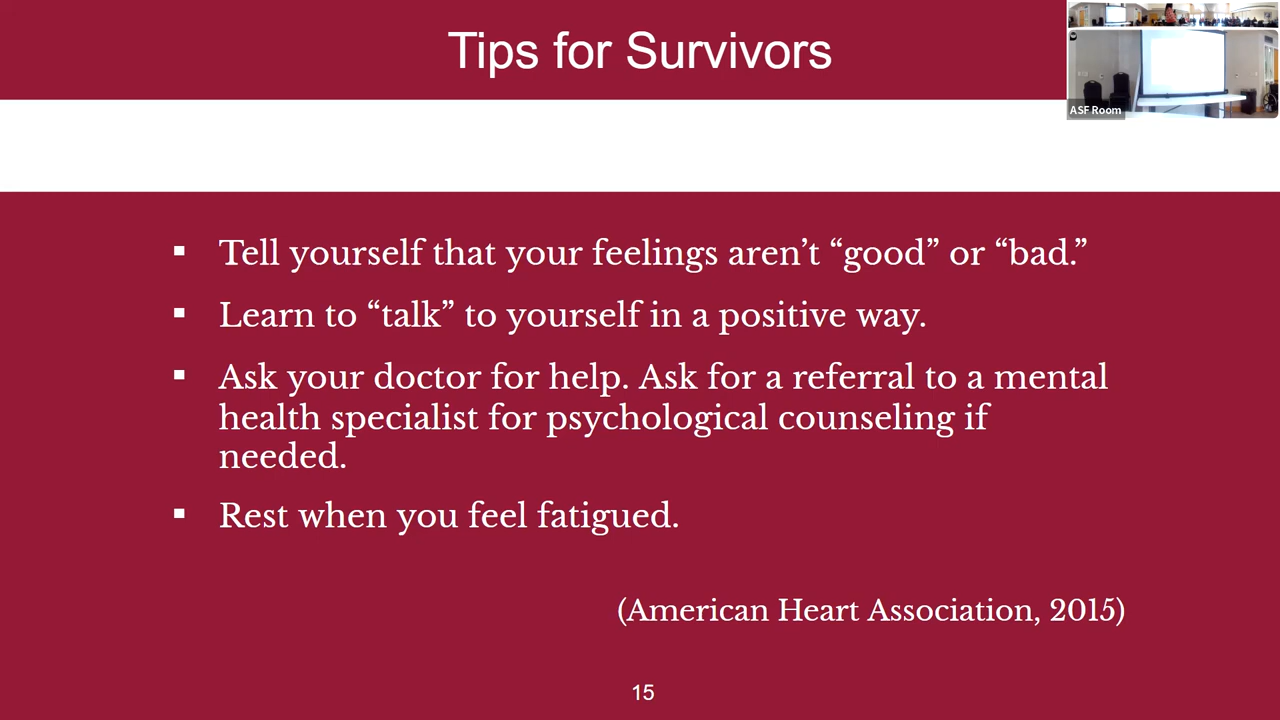 Tips for Survivors
ASF Room
▪ Tell yourself that your feelings aren’t “good” or “bad.”
▪ Learn to “talk” to yourself in a positive way.
▪ Ask your doctor for help. Ask for a referral to a mental
health specialist for psychological counseling if
needed.
▪ Rest when you feel fatigued.
(American Heart Association, 2015)
15